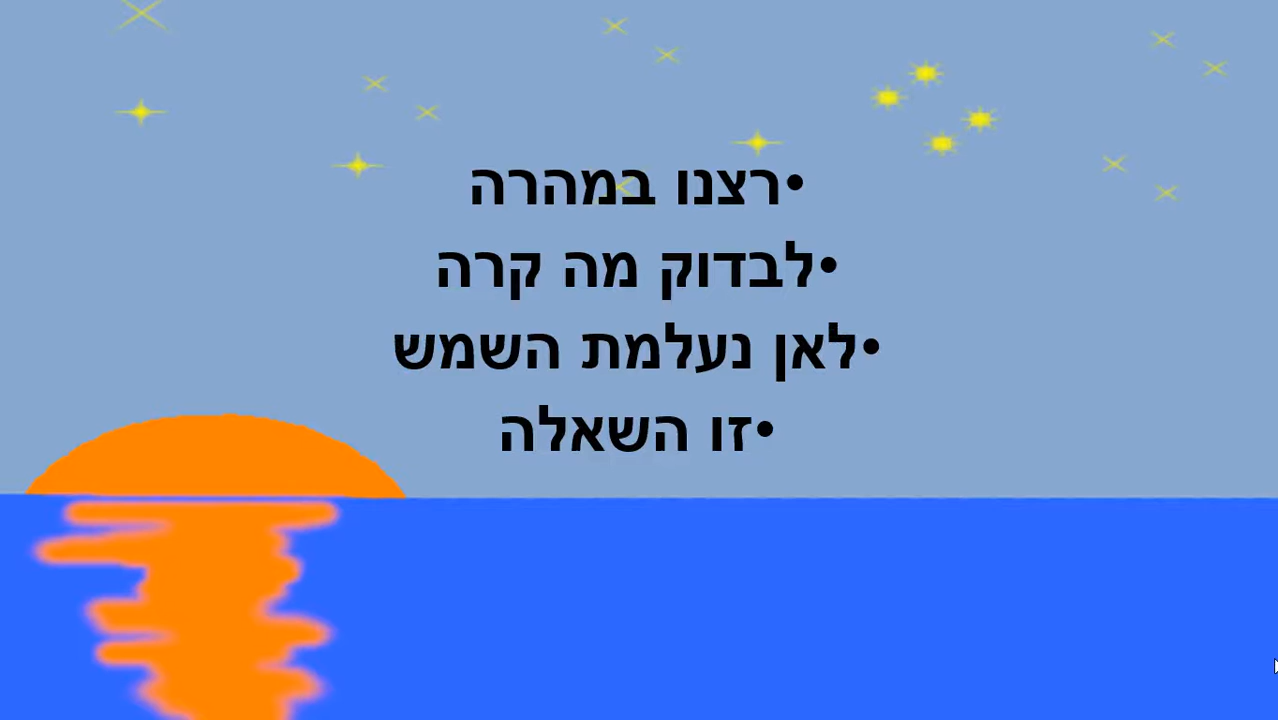 •רצנו במהרה
•לבדוק מה קרה
•לאן נעלמת השמש
•זו השאלה